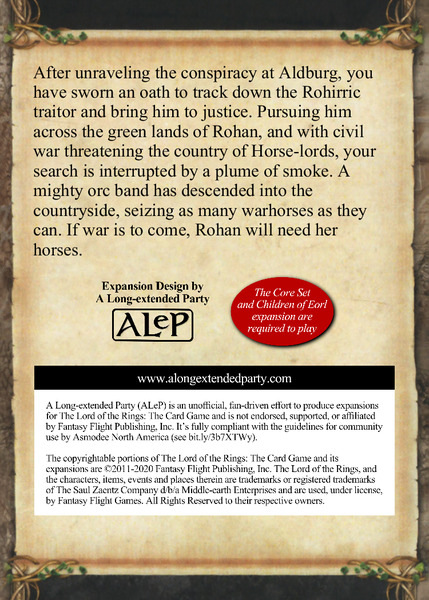 After unraveling the conspiracy at Aldburg, you
have sworn an oath to track down the Rohirric
traitor and bring him to justice. Pursuing him
across the green lands of Rohan, and with civil
war threatening the country of Horse-lords, your
search is interrupted by a plume of smoke. A
mighty orc band has descended into the
countryside, seizing as many warhorses as they
can. If war is to come, Rohan will need her
horses.
Expansion Design by
A Long-extended Party
ALeP
The Core Set
and Children of Eorl
expansion are
required to play
www.alongextendedparty.com
A Long-extended Party (ALeP) is an unofficial, fan-driven effort to produce expansions
for The Lord of the Rings: The Card Game and is not endorsed, supported, or affiliated
by Fantasy Flight Publishing, Inc. It's fully compliant with the guidelines for community
use by Asmodee North America (see bit.ly/3b7XTWy).
The copyrightable portions of The Lord of the Rings: The Card Game and its
expansions are ©2011-2020 Fantasy Flight Publishing, Inc. The Lord of the Rings, and
the characters, items, events and places therein are trademarks or registered trademarks
of The Saul Zaentz Company d/b/a Middle-earth Enterprises and are used, under license,
by Fantasy Flight Games. All Rights Reserved to their respective owners.